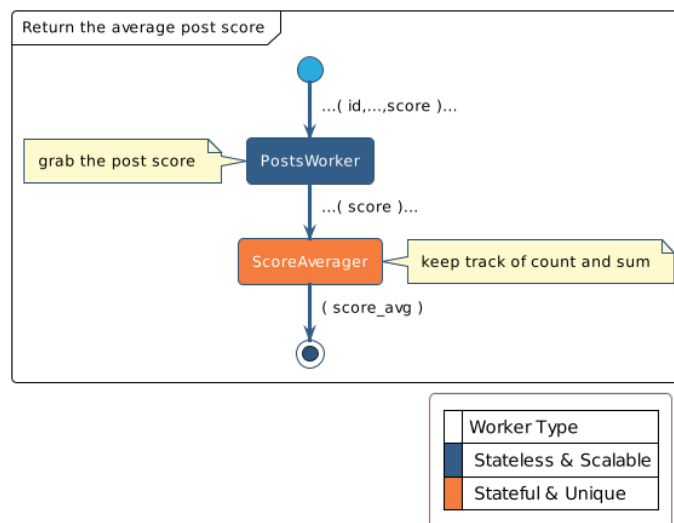 Return the average post score
...( id,...,score )...
grab the post score
PostsWorker
...( score )...
ScoreAverager
keep track of count and sum
( score_avg )
Worker Type
Stateless & Scalable
Stateful & Unique